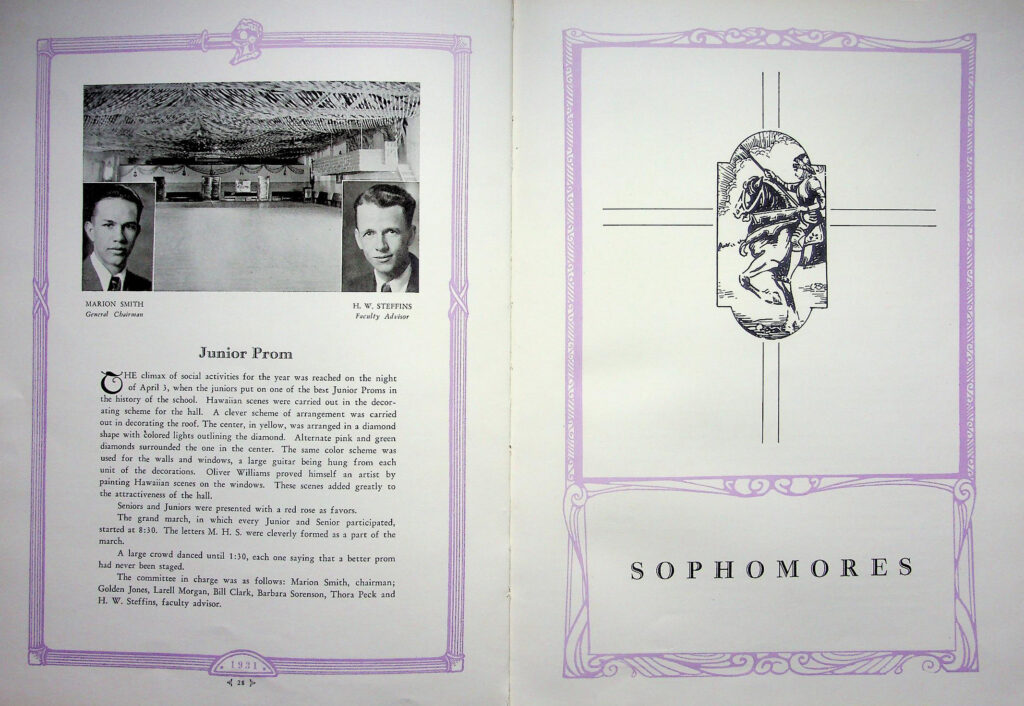 MARION SMITH
General Chairman
H. W. STEFFINS
Faculty Advisor
Junior Prom
THE climax of social activities for the year was reached on the night
of April 3, when the juniors put on one of the best Junior Proms in
the history of the school. Hawaiian scenes were carried out in the decor-
ating scheme for the hall. A clever scheme of arrangement was carried
out in decorating the roof. The center, in yellow, was arranged in a diamond
shape with colored lights outlining the diamond. Alternate pink and green
diamonds surrounded the one in the center. The same color scheme was
used for the walls and windows, a large guitar being hung from each
unit of the decorations. Oliver Williams proved himself an artist by
painting Hawaiian scenes on the windows. These scenes added greatly to
the attractiveness of the hall.
Seniors and Juniors were presented with a red rose as favors.
The grand march, in which every Junior and Senior participated,
started at 8:30. The letters M. H. S. were cleverly formed as a part of the
march.
A large crowd danced until 1:30, each one saying that a better prom
had never been staged.
The committee in charge was as follows: Marion Smith, chairman;
Golden Jones, Larell Morgan, Bill Clark, Barbara Sorenson, Thora Peck and
H. W. Steffins, faculty advisor.
1931
28
SOPHOMORES